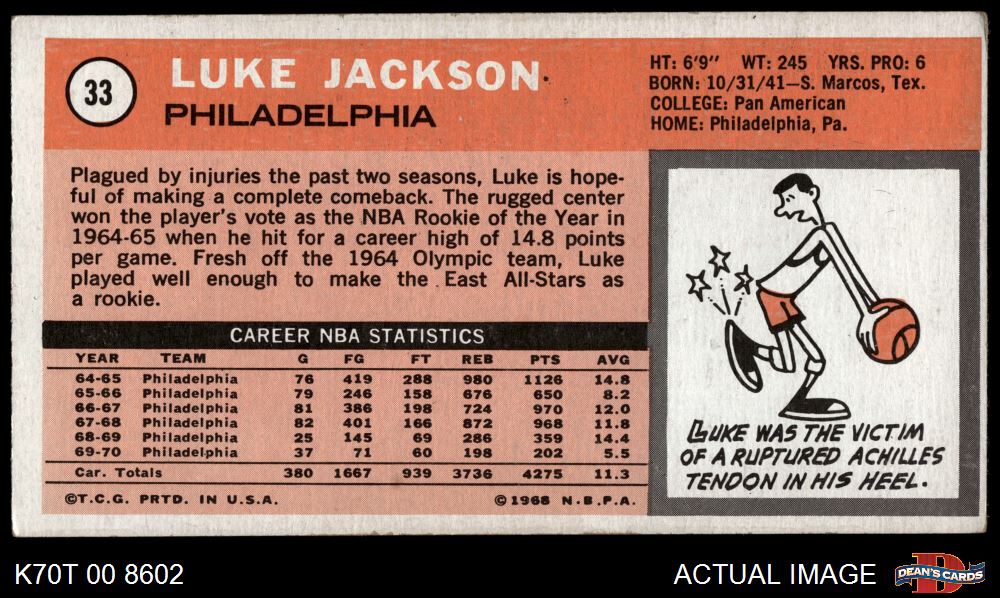 33
LUKE JACKSON
PHILADELPHIA
HT: 6'9" WT: 245 YRS. PRO: 6
BORN: 10/31/41—S. Marcos, Tex.
COLLEGE: Pan American
HOME: Philadelphia, Pa.
Plagued by injuries the past two seasons, Luke is hope-
ful of making a complete comeback. The rugged center
won the player's vote as the NBA Rookie of the Year in
1964-65 when he hit for a career high of 14.8 points
per game. Fresh off the 1964 Olympic team, Luke
played well enough to make the East All-Stars as
a rookie.
CAREER NBA STATISTICS
YEAR TEAM G FG FT REB PTS AVG
64-65 Philadelphia 76 419 288 980 1126 14.8
65-66 Philadelphia 79 246 158 676 650 8.2
66-67 Philadelphia 81 386 198 724 970 12.0
67-68 Philadelphia 82 401 166 872 968 11.8
68-69 Philadelphia 25 145 69 286 359 14.4
69-70 Philadelphia 37 71 60 198 202 5.5
Car. Totals 380 1667 939 3736 4275 11.3
©T.C.G. PRTD. IN U.S.A. ©1968 N.B.P.A.
LUKE WAS THE VICTIM
OF A RUPTURED ACHILLES
TENDON IN HIS HEEL.
K70T 00 8602
ACTUAL IMAGE
D
DEAN'S CARDS